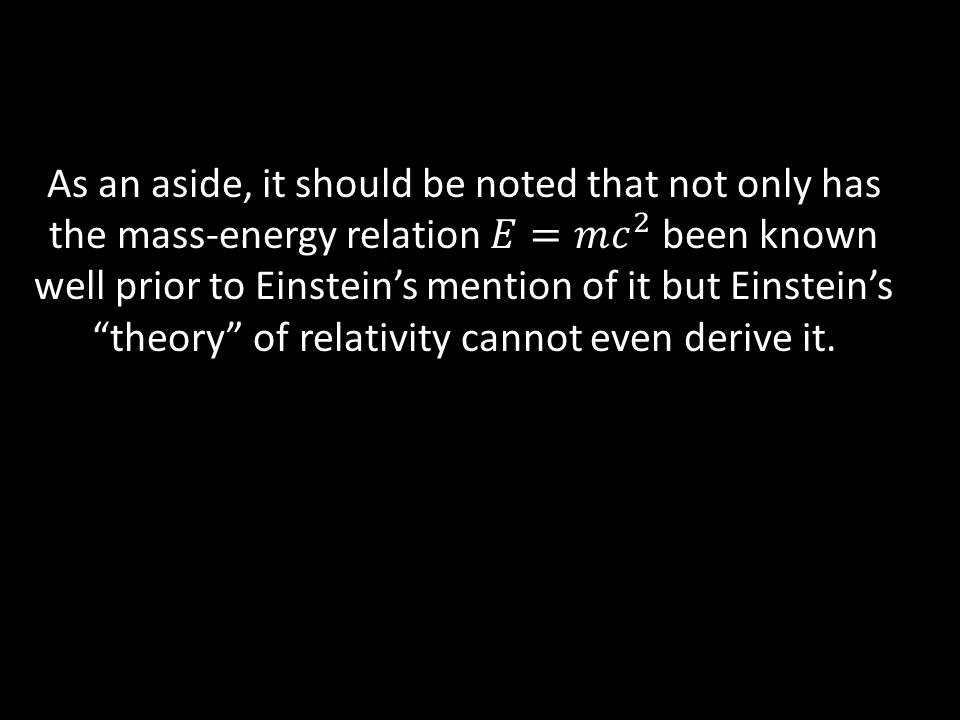 As an aside, it should be noted that not only has
the mass-energy relation 𝐸 = 𝑚𝑐² been known
well prior to Einstein’s mention of it but Einstein’s
“theory” of relativity cannot even derive it.